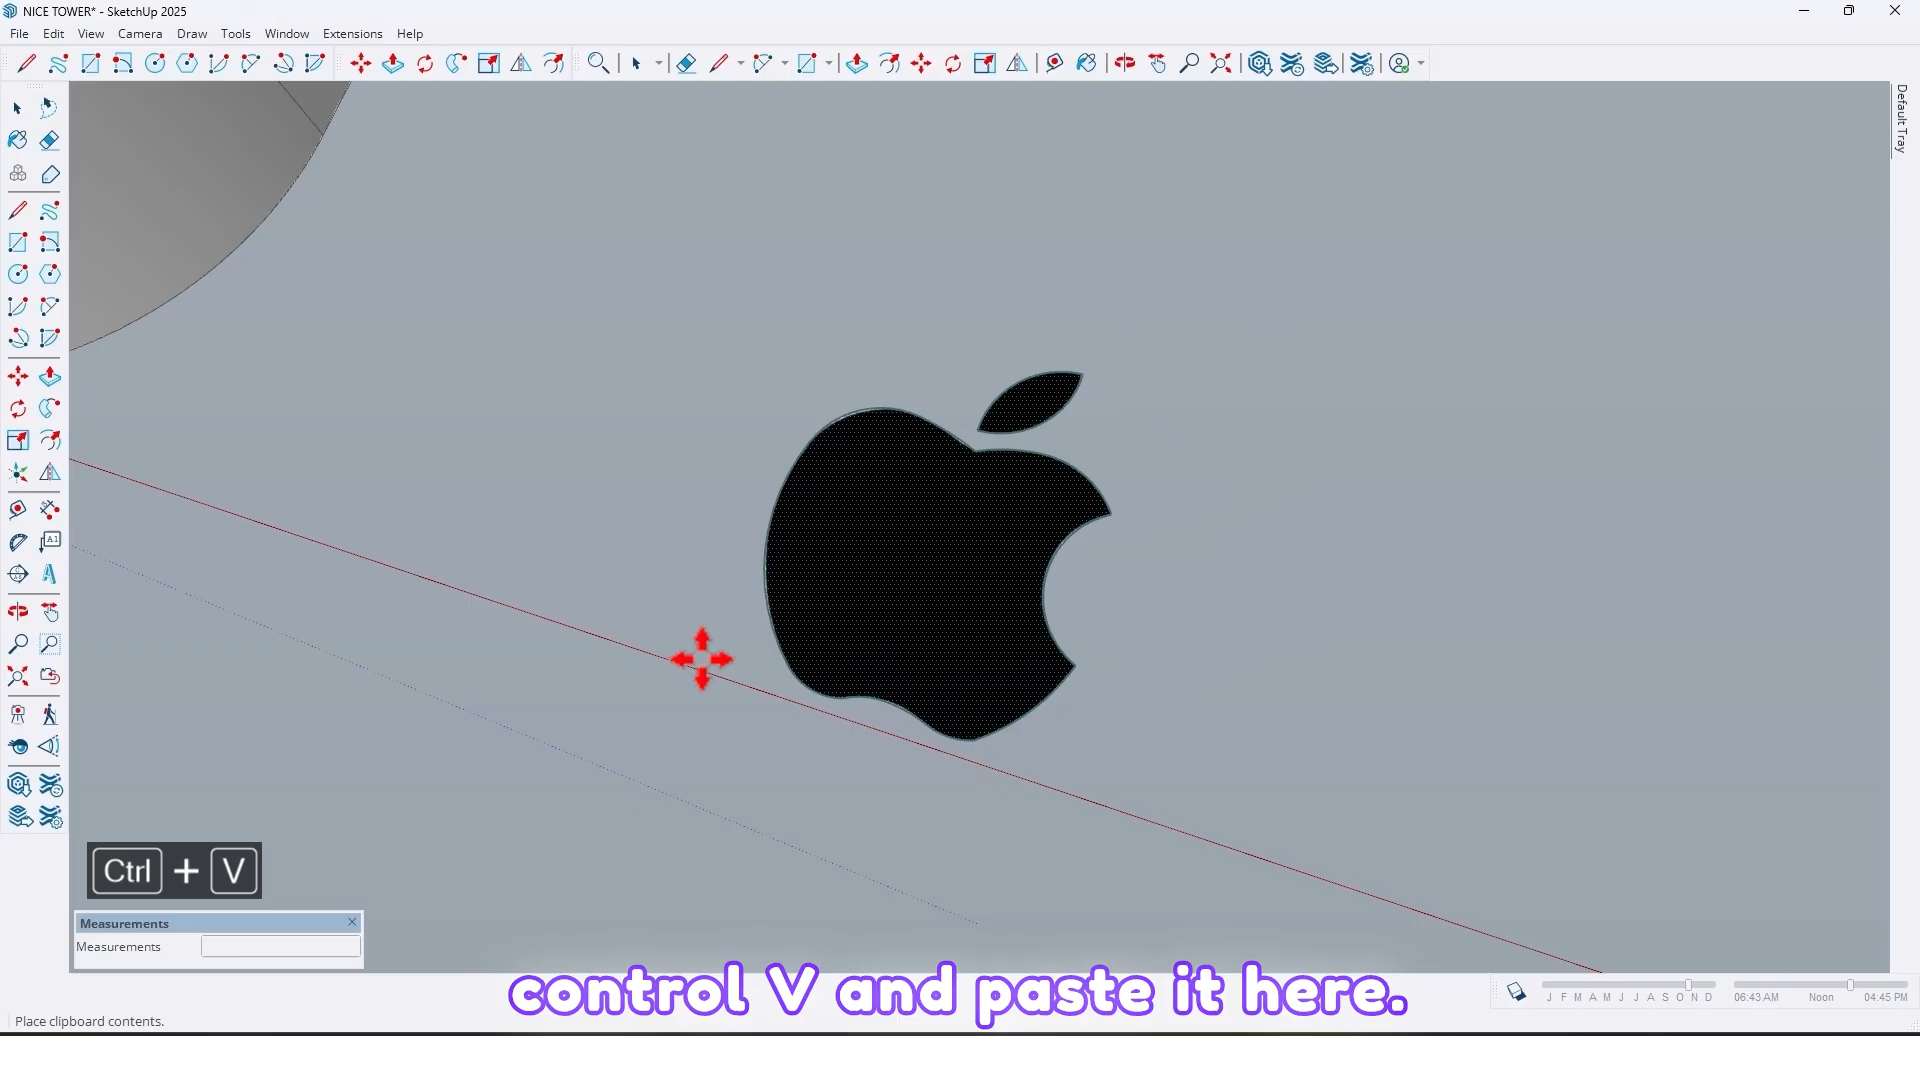 NICE TOWER* - SketchUp 2025
File Edit View Camera Draw Tools Window Extensions Help
Default Tray
A1
Ctrl + V
Measurements
Measurements
control V and paste it here.
J F M A M J J A S O N D
06:43 AM Noon 04:45 PM
Place clipboard contents.